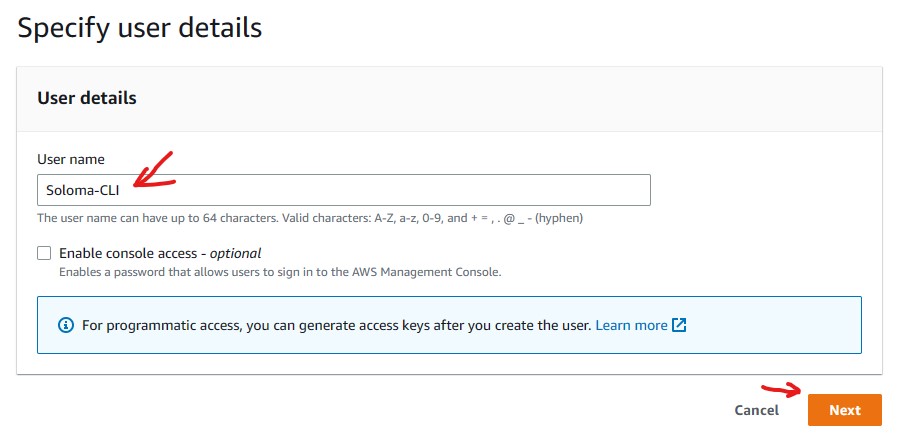 Specify user details
User details
User name
Soloma-CLI
The user name can have up to 64 characters. Valid characters: A-Z, a-z, 0-9, and + = , . @ _ - (hyphen)
Enable console access - optional
Enables a password that allows users to sign in to the AWS Management Console.
For programmatic access, you can generate access keys after you create the user. Learn more
Cancel Next